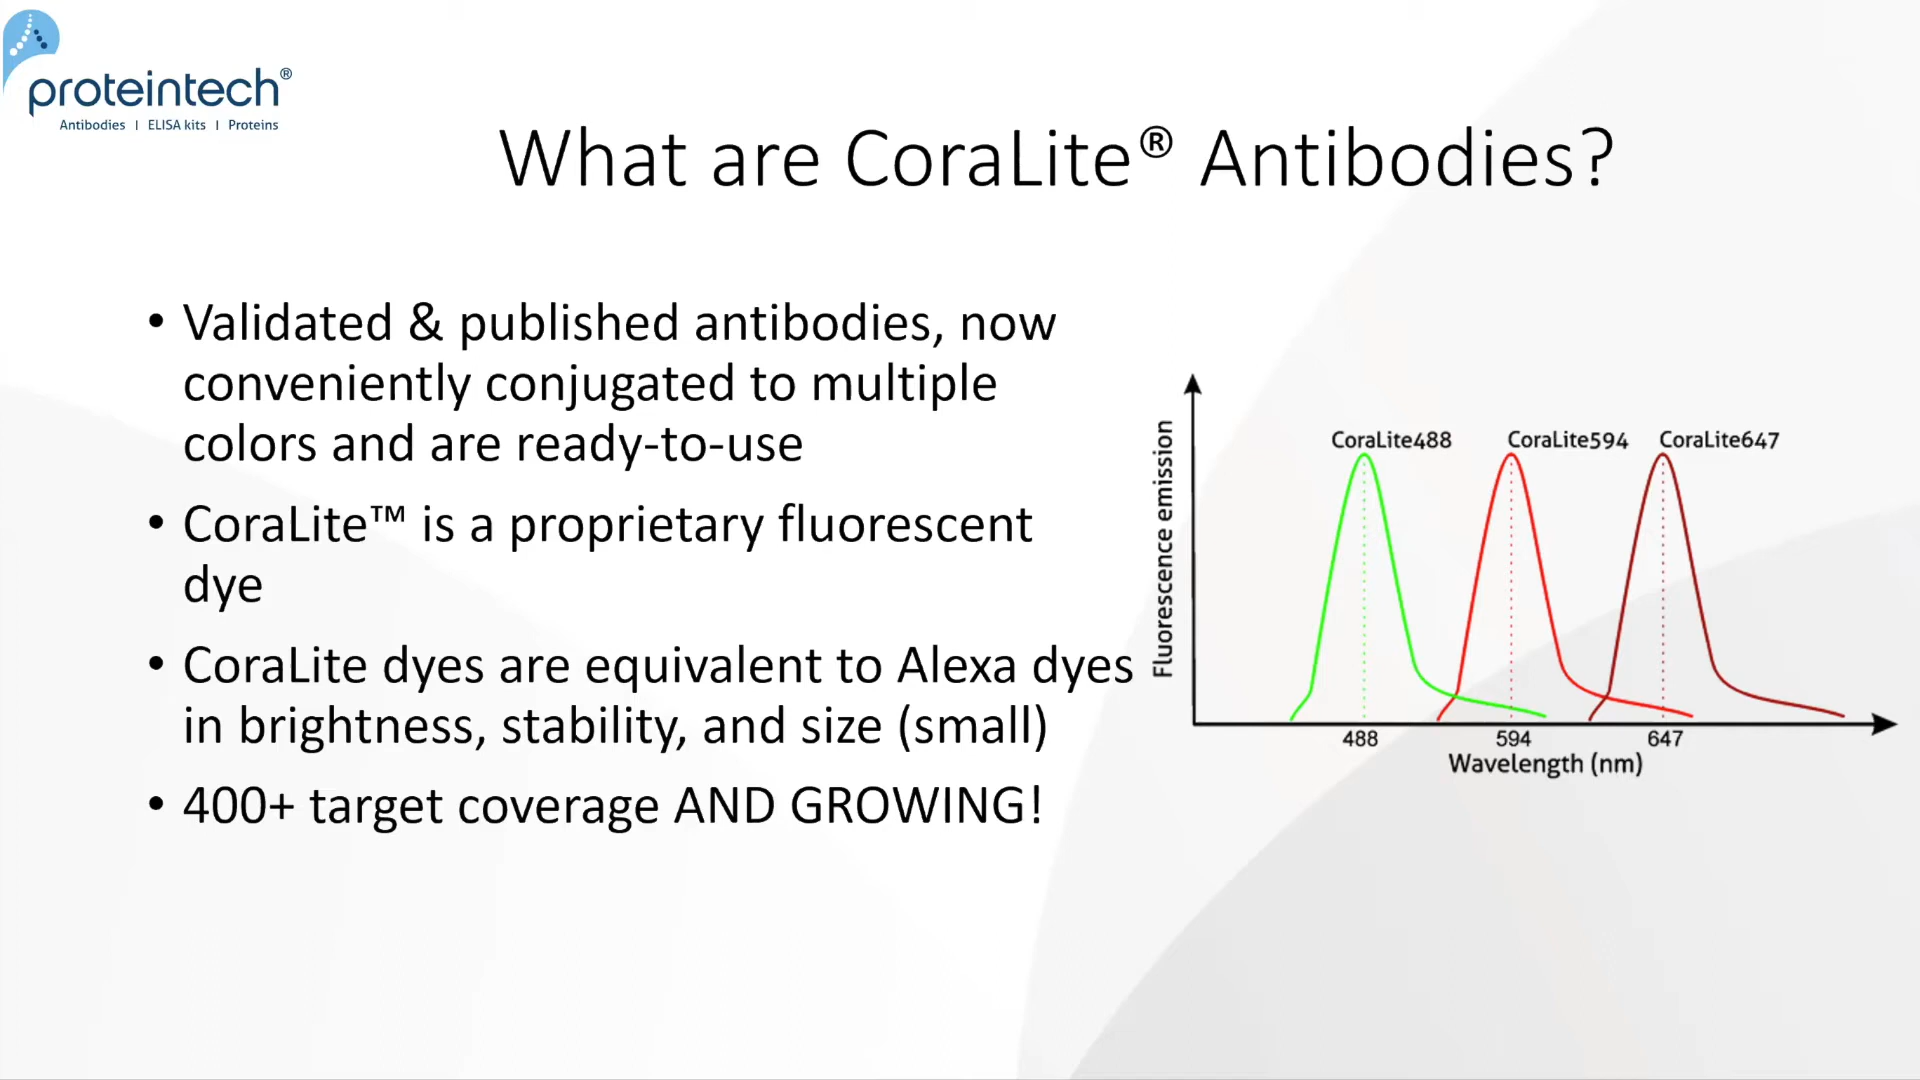 proteintech®
Antibodies | ELISA kits | Proteins
What are CoraLite® Antibodies?
• Validated & published antibodies, now
conveniently conjugated to multiple
colors and are ready-to-use
• CoraLite™ is a proprietary fluorescent
dye
• CoraLite dyes are equivalent to Alexa dyes
in brightness, stability, and size (small)
• 400+ target coverage AND GROWING!
Fluorescence emission
CoraLite488 CoraLite594 CoraLite647
488 594 647
Wavelength (nm)